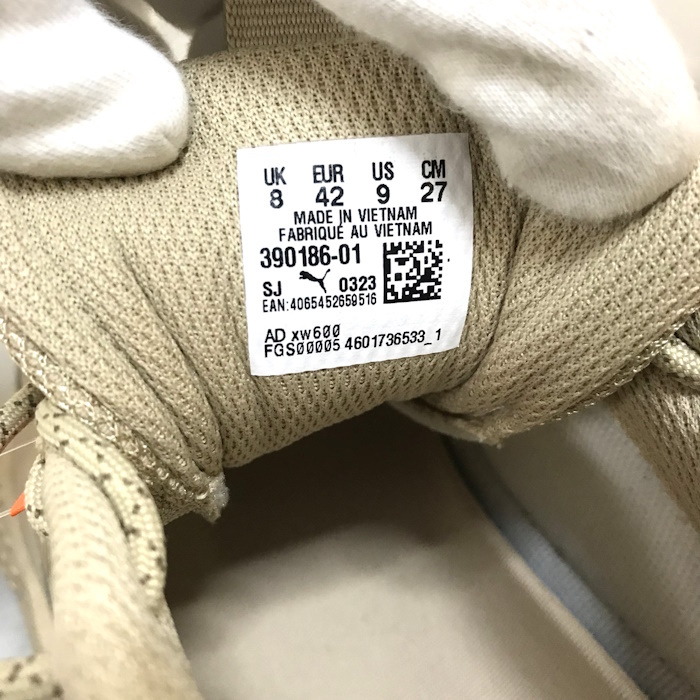 UK EUR US CM
8 42 9 27
MADE IN VIETNAM
FABRIQUÉ AU VIETNAM
390186-01
SJ 0323
EAN:4065452659516
AD xw600
FGS00005 4601736533_1